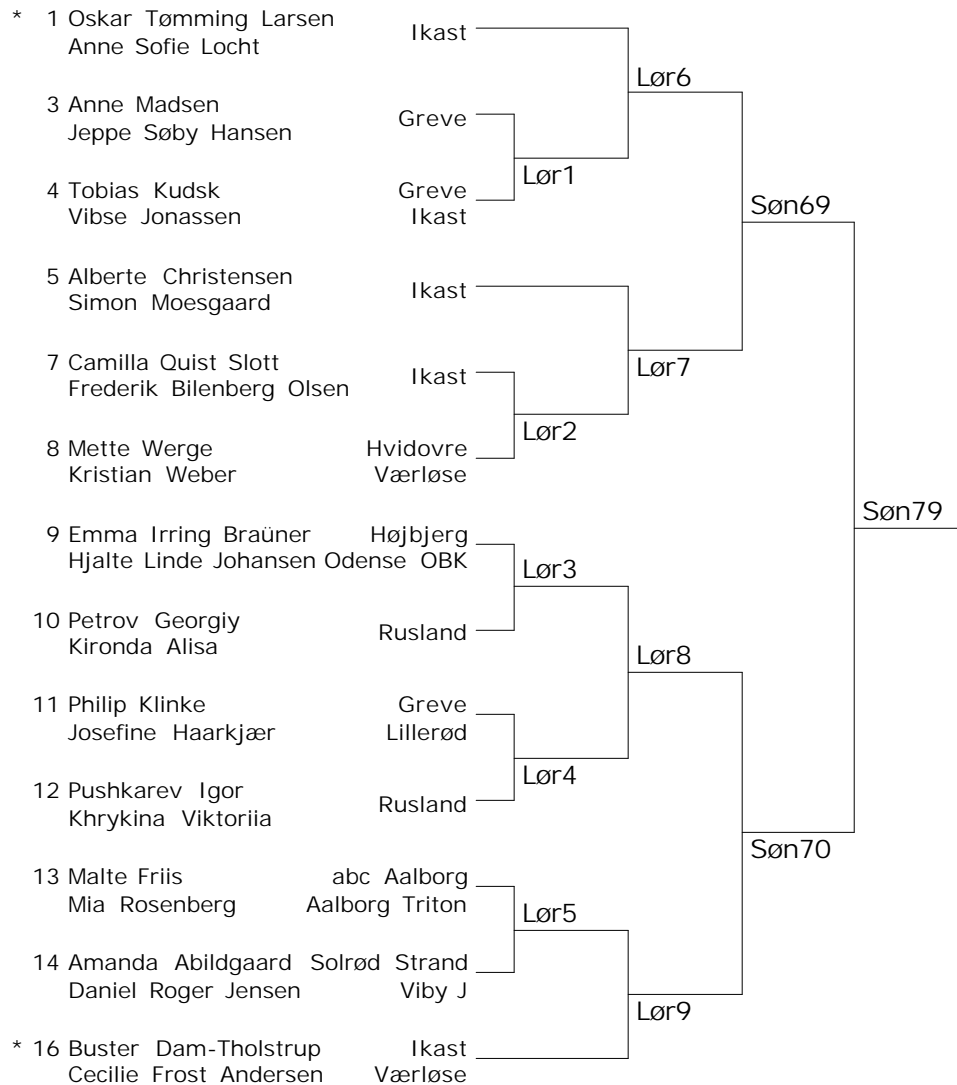 * 1 Oskar Tømming Larsen Ikast
Anne Sofie Locht
Lør6
3 Anne Madsen Greve
Jeppe Søby Hansen
Lør1
4 Tobias Kudsk Greve
Vibse Jonassen Ikast
Søn69
5 Alberte Christensen Ikast
Simon Moesgaard
7 Camilla Quist Slott Ikast
Frederik Bilenberg Olsen
Lør7
Lør2
8 Mette Werge Hvidovre
Kristian Weber Værløse
Søn79
9 Emma Irring Braüner Højbjerg
Hjalte Linde Johansen Odense OBK
Lør3
10 Petrov Georgiy Rusland
Kironda Alisa
Lør8
11 Philip Klinke Greve
Josefine Haarkjær Lillerød
Lør4
12 Pushkarev Igor Rusland
Khrykina Viktoriia
Søn70
13 Malte Friis abc Aalborg
Mia Rosenberg Aalborg Triton
Lør5
14 Amanda Abildgaard Solrød Strand
Daniel Roger Jensen Viby J
Lør9
* 16 Buster Dam-Tholstrup Ikast
Cecilie Frost Andersen Værløse